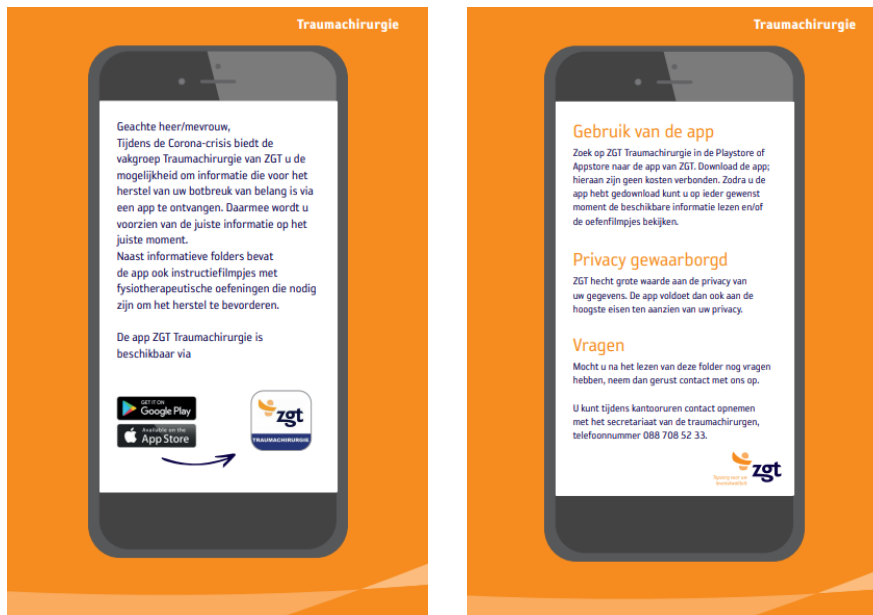 Traumachirurgie
Geachte heer/mevrouw,
Tijdens de Corona-crisis biedt de
vakgroep Traumachirurgie van ZGT u de
mogelijkheid om informatie die voor het
herstel van uw botbreuk van belang is via
een app te ontvangen. Daarmee wordt u
voorzien van de juiste informatie op het
juiste moment.
Naast informatieve folders bevat
de app ook instructiefilmpjes met
fysiotherapeutische oefeningen die nodig
zijn om het herstel te bevorderen.
De app ZGT Traumachirurgie is
beschikbaar via
GET IT ON
Google Play
Available on the
App Store
zgt
TRAUMACHIRURGIE
Traumachirurgie
Gebruik van de app
Zoek op ZGT Traumachirurgie in de Playstore of
Appstore naar de app van ZGT. Download de app;
hieraan zijn geen kosten verbonden. Zodra u de
app hebt gedownload kunt u op ieder gewenst
moment de beschikbare informatie lezen en/of
de oefenfilmpjes bekijken.
Privacy gewaarborgd
ZGT hecht grote waarde aan de privacy van
uw gegevens. De app voldoet dan ook aan de
hoogste eisen ten aanzien van uw privacy.
Vragen
Mocht u na het lezen van deze folder nog vragen
hebben, neem dan gerust contact met ons op.
U kunt tijdens kantooruren contact opnemen
met het secretariaat van de traumachirurgen,
telefoonnummer 088 708 52 33.
zgt